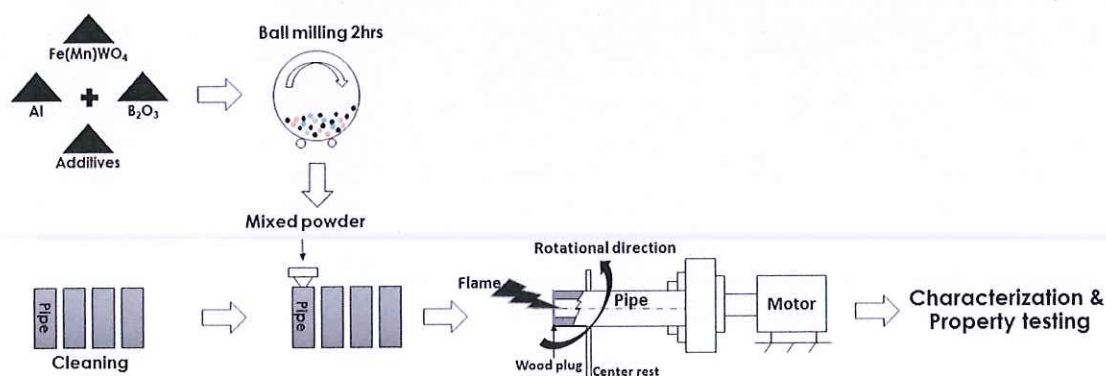 Fe(Mn)WO₄
Al
+
B₂O₃
Additives
Ball milling 2hrs
Mixed powder
Pipe
Cleaning
Pipe
Flame
Rotational direction
Pipe
Wood plug
Center rest
Motor
Characterization &
Property testing